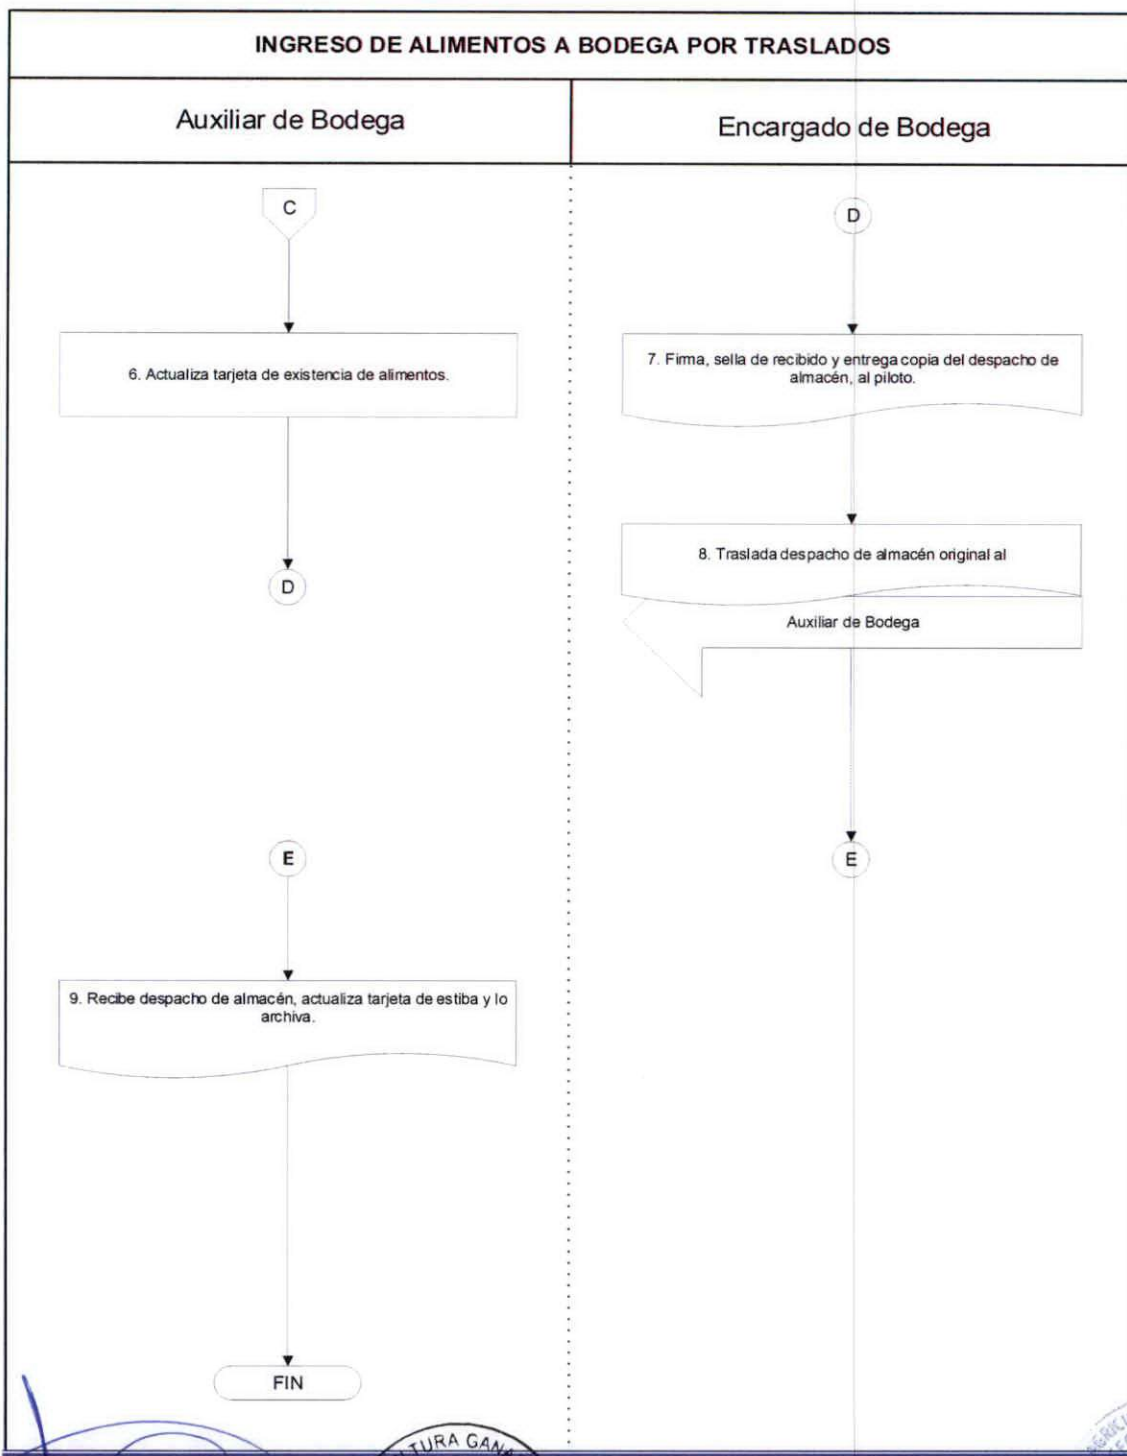 INGRESO DE ALIMENTOS A BODEGA POR TRASLADOS
Auxiliar de Bodega
Encargado de Bodega
C
6. Actualiza tarjeta de existencia de alimentos.
D
D
7. Firma, sella de recibido y entrega copia del despacho de
almacén, al piloto.
8. Traslada despacho de almacén original al
Auxiliar de Bodega
E
E
9. Recibe despacho de almacén, actualiza tarjeta de estiba y lo
archiva.
FIN